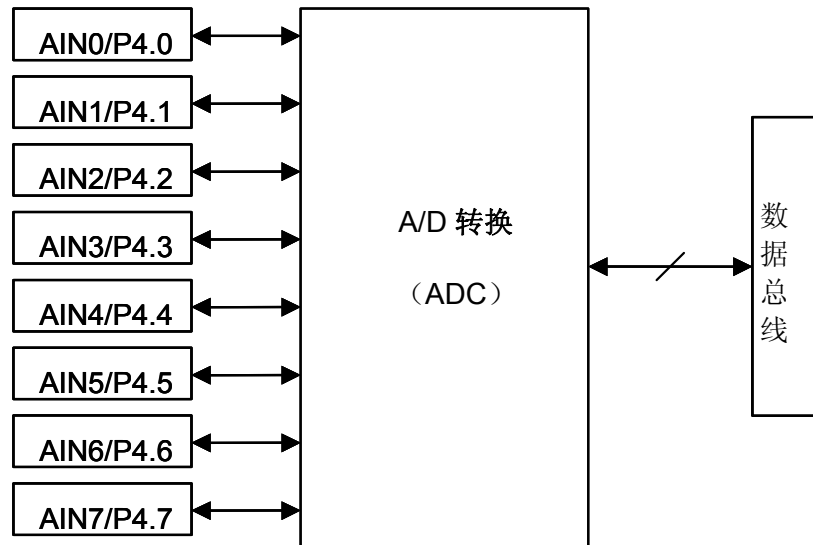 AIN0/P4.0
AIN1/P4.1
AIN2/P4.2
AIN3/P4.3
AIN4/P4.4
AIN5/P4.5
AIN6/P4.6
AIN7/P4.7
A/D 转换
（ADC）
数
据
总
线